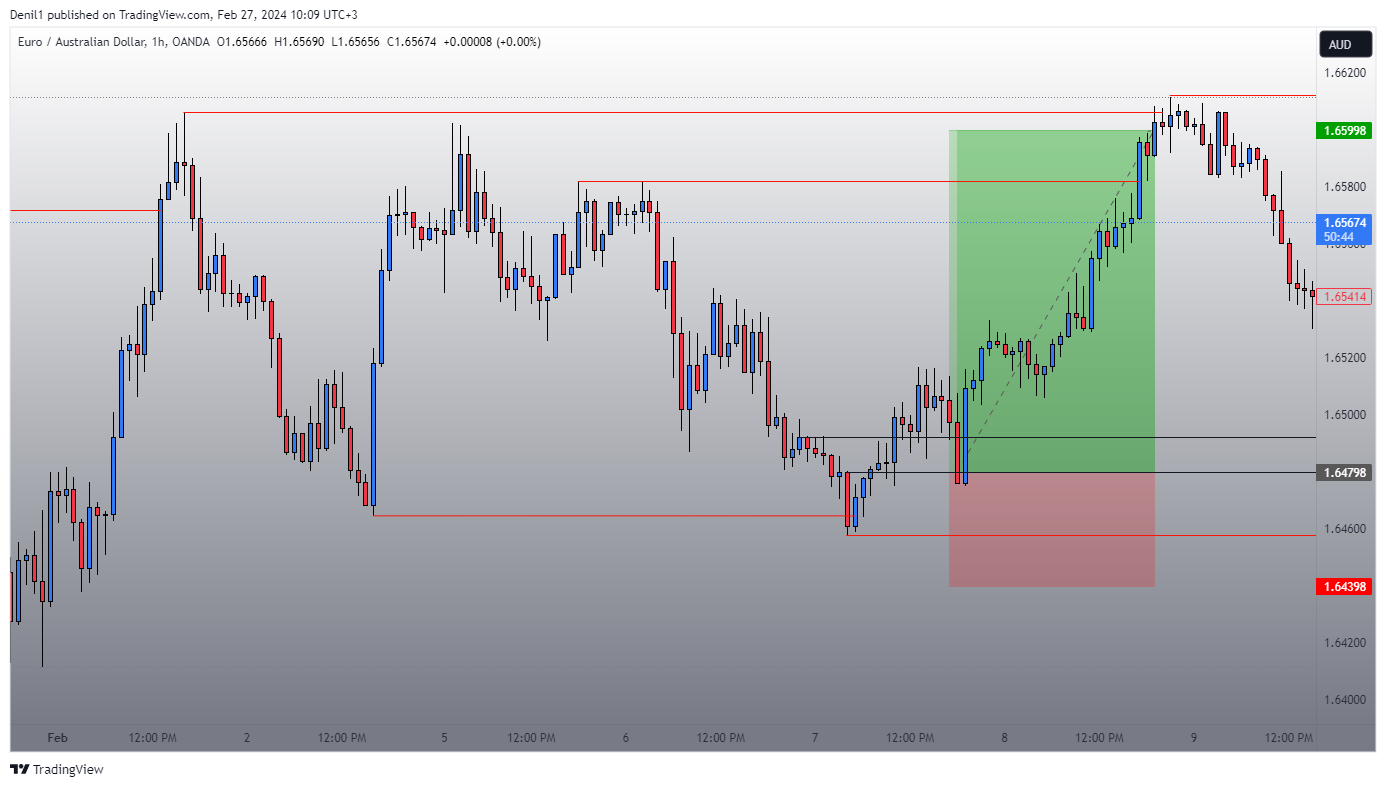 Denil1 published on TradingView.com, Feb 27, 2024 10:09 UTC+3
Euro / Australian Dollar, 1h, OANDA O1.65666 H1.65690 L1.65656 C1.65674 +0.00008 (+0.00%)
AUD
1.66200
1.65998
1.65800
1.65674
50:44
1.65600
1.65414
1.65200
1.65000
1.64798
1.64600
1.64398
1.64200
1.64000
Feb 12:00 PM 2 12:00 PM 5 12:00 PM 6 12:00 PM 7 12:00 PM 8 12:00 PM 9 12:00 PM
TradingView